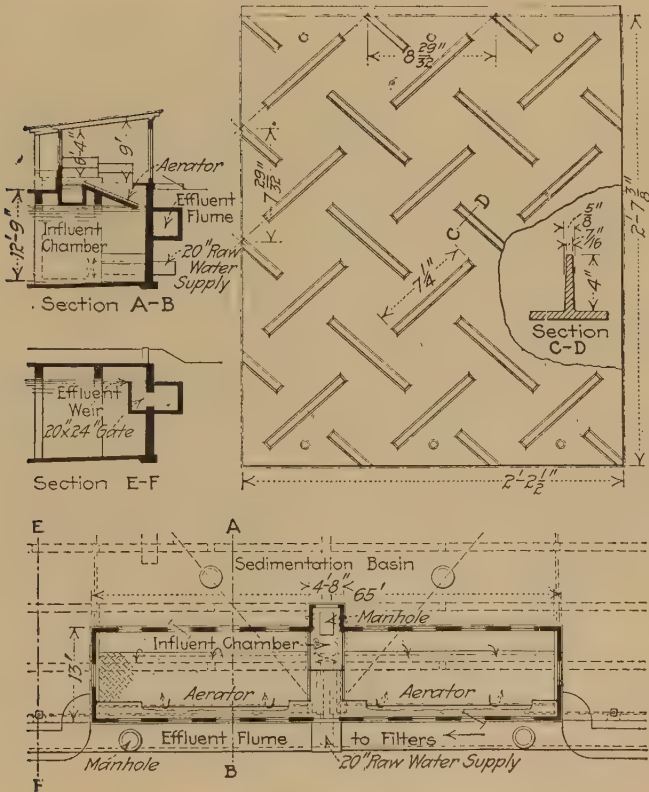 8 29/32"
7 29/32"
C D
7 1/4"
5/8"
7/16"
4"
Section
C-D
2'-7 3/8"
2'-2 1/2"
6'-4"
9'
Aerator
Effluent
Flume
Influent
Chamber
12'-9"
20" Raw
Water
Supply
Section A-B
Effluent
Weir
20"x24" Gate
Section E-F
E
A
Sedimentation Basin
4'-8"
65'
Manhole
Influent Chamber
13'
Aerator
Aerator
Effluent Flume
to Filters
Manhole
20" Raw Water Supply
B
F